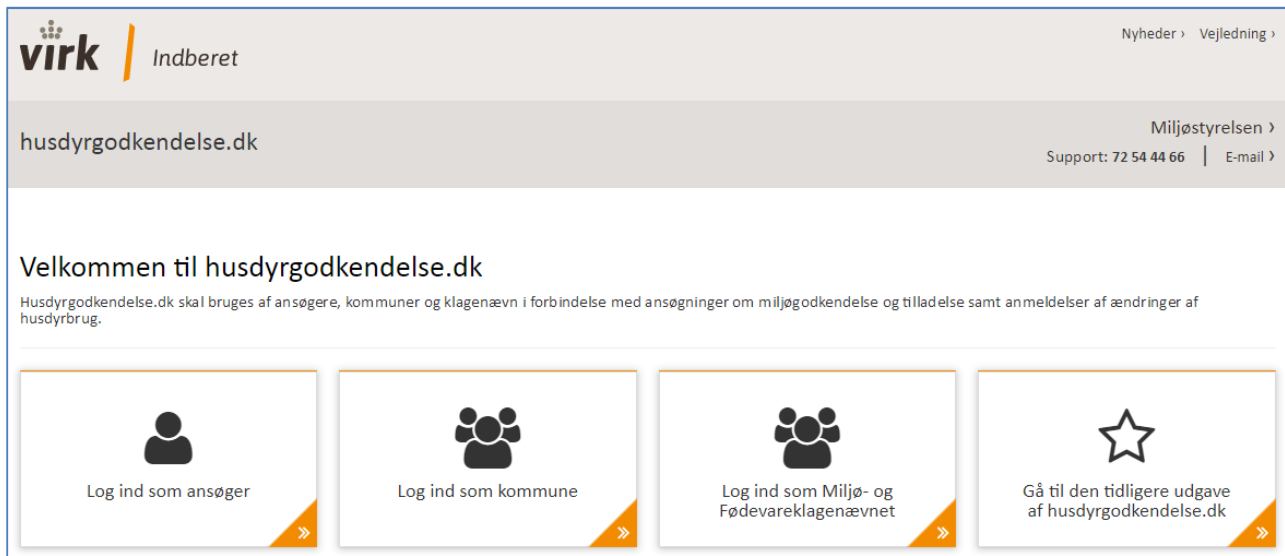 virk Indberet
Nyheder › Vejledning ›
husdyrgodkendelse.dk
Miljøstyrelsen ›
Support: 72 54 44 66 | E-mail ›
Velkommen til husdyrgodkendelse.dk
Husdyrgodkendelse.dk skal bruges af ansøgere, kommuner og klagenævn i forbindelse med ansøgninger om miljøgodkendelse og tilladelse samt anmeldelser af ændringer af
husdyrbrug.
Log ind som ansøger
Log ind som kommune
Log ind som Miljø- og
Fødevareklagenævnet
Gå til den tidligere udgave
af husdyrgodkendelse.dk